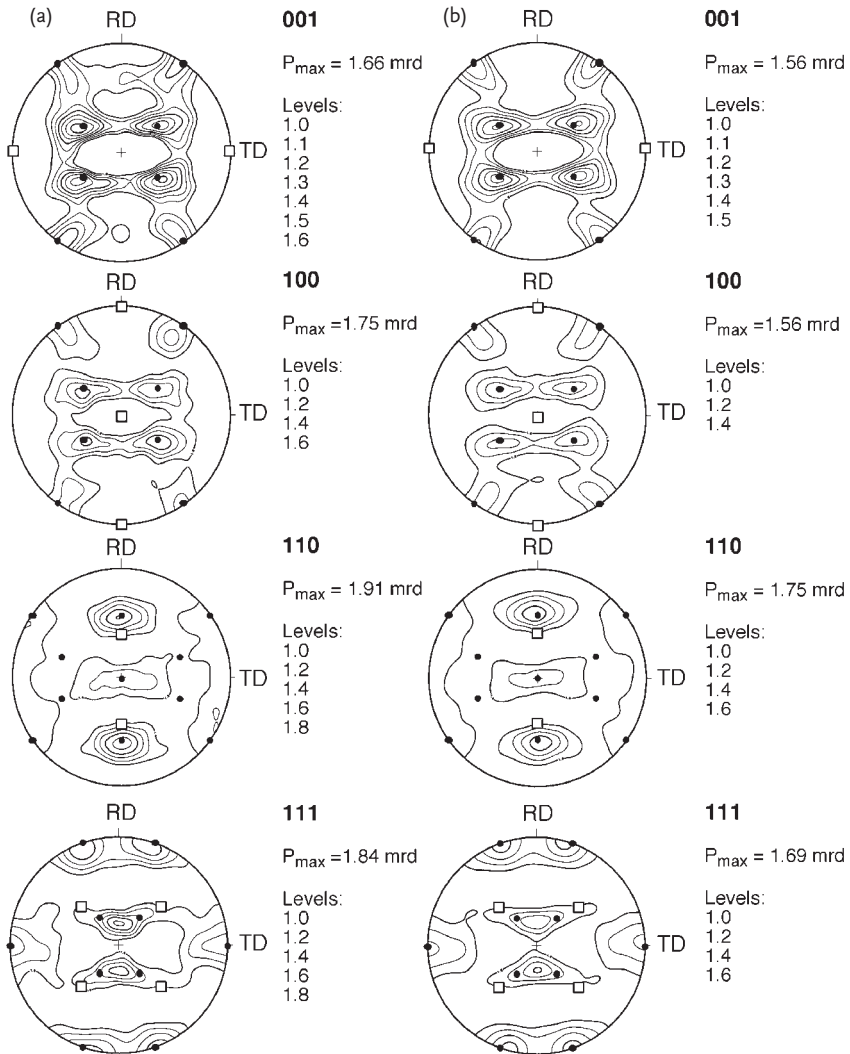 (a)
RD
TD
001
Pmax = 1.66 mrd
Levels:
1.0
1.1
1.2
1.3
1.4
1.5
1.6
(b)
RD
TD
001
Pmax = 1.56 mrd
Levels:
1.0
1.1
1.2
1.3
1.4
1.5
RD
TD
100
Pmax =1.75 mrd
Levels:
1.0
1.2
1.4
1.6
RD
TD
100
Pmax =1.56 mrd
Levels:
1.0
1.2
1.4
RD
TD
110
Pmax = 1.91 mrd
Levels:
1.0
1.2
1.4
1.6
1.8
RD
TD
110
Pmax = 1.75 mrd
Levels:
1.0
1.2
1.4
1.6
RD
TD
111
Pmax =1.84 mrd
Levels:
1.0
1.2
1.4
1.6
1.8
RD
TD
111
Pmax =1.69 mrd
Levels:
1.0
1.2
1.4
1.6